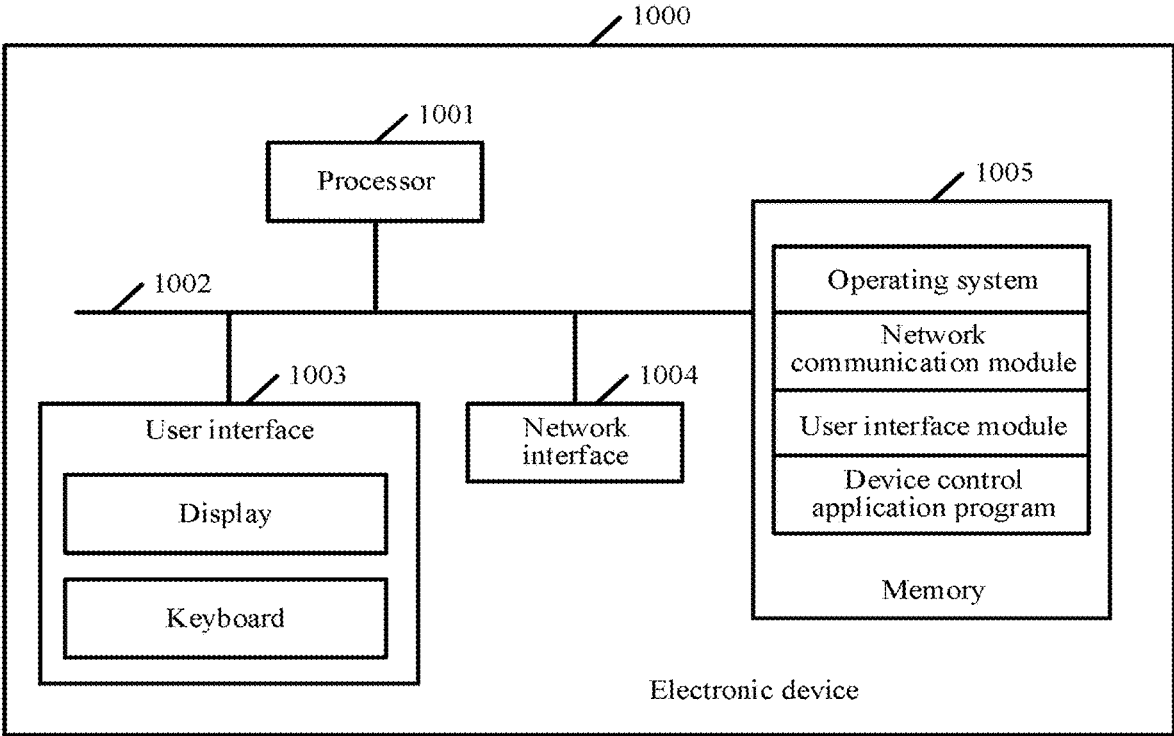 1000
1001
Processor
1005
Operating system
1002
Network
communication module
1003
1004
User interface
Network
interface
User interface module
Display
Device control
application program
Keyboard
Memory
Electronic device